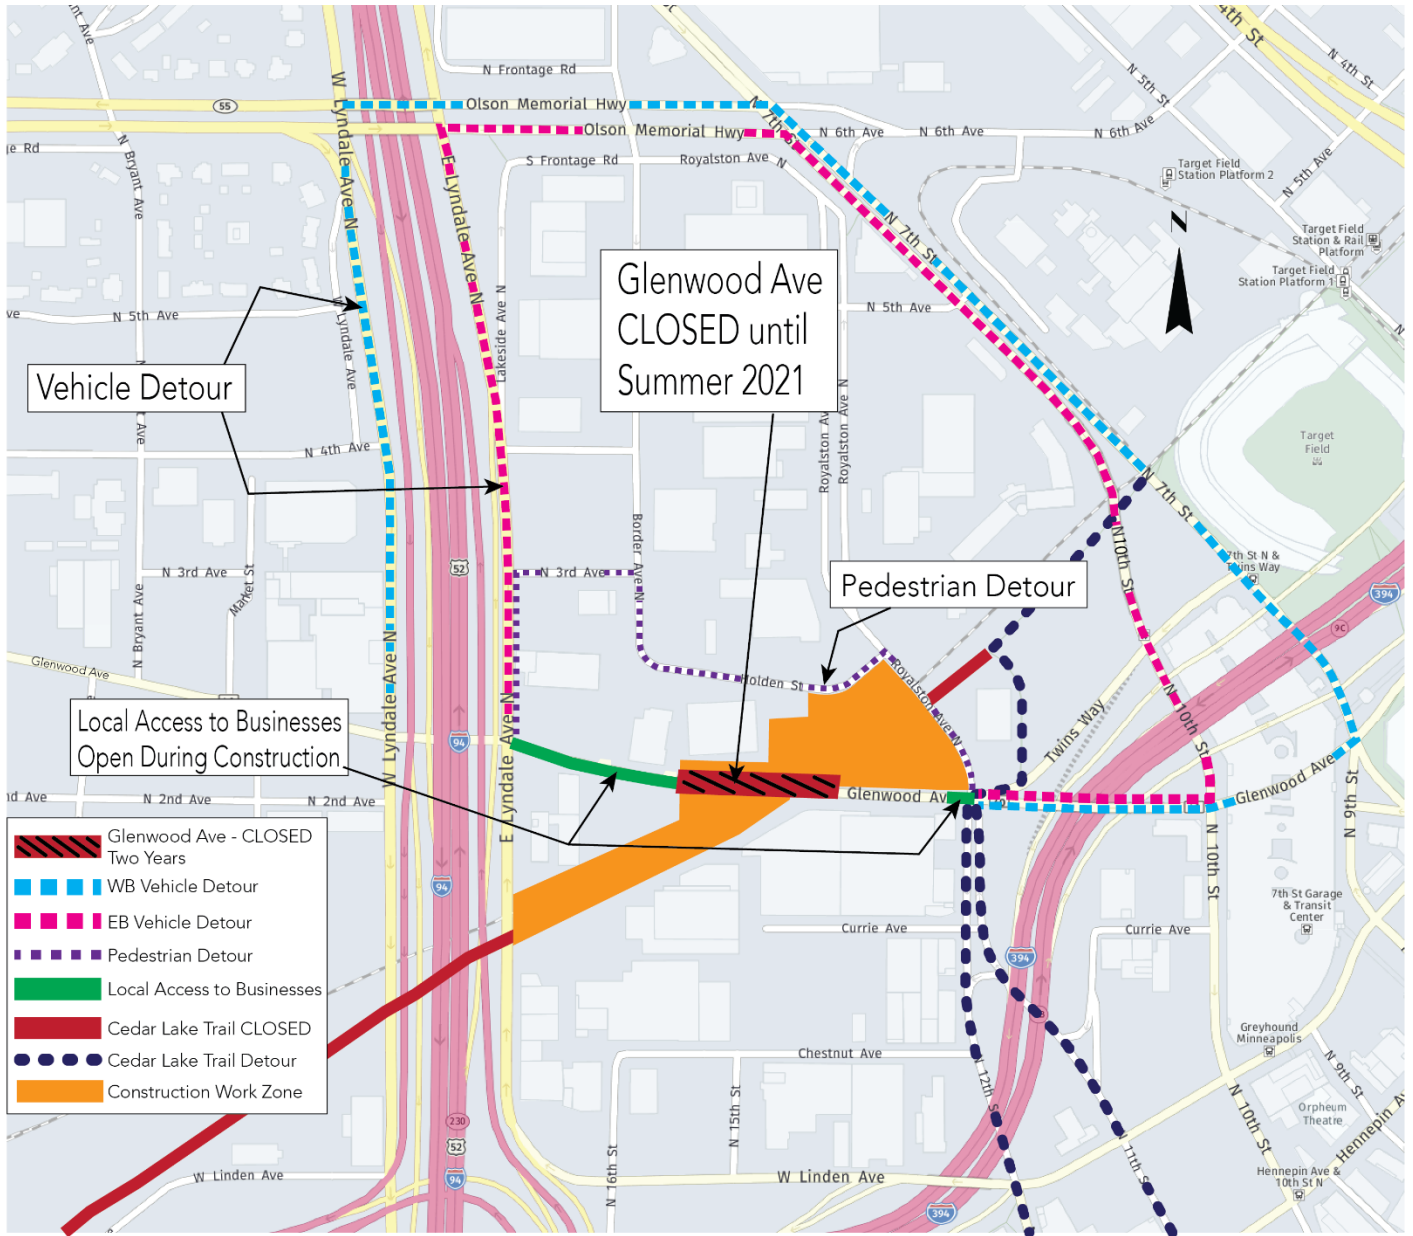 4th St
N 5th St
N 4th St
N Frontage Rd
W Lyndale Ave N
55
Olson Memorial Hwy
N 7th St
Olson Memorial Hwy
N 6th Ave
N 6th Ave
N 6th Ave
N Bryant Ave
E Lyndale Ave N
S Frontage Rd
Royalston Ave N
N 5th Ave
Target Field
Station Platform 2
N
N 7th St
Target Field
Station & Rail
Platform
Target Field
Station Platform 1
Glenwood Ave
CLOSED until
Summer 2021
N 5th Ave
N 5th Ave
Lakeside Ave N
Vehicle Detour
Royalston Ave N
N 4th Ave
Target
Field
N 7th St
Border Ave N
N 10th St
7th St N &
Twins Way
52
N 3rd Ave
N 3rd Ave
Market St
Pedestrian Detour
394
9C
N Bryant Ave
W Lyndale Ave N
Glenwood Ave
Holden St
Royalston Ave N
N 10th St
Twins Way
Local Access to Businesses
Open During Construction
94
E Lyndale Ave N
Glenwood Ave
Glenwood Ave
N 9th St
N 2nd Ave
N 2nd Ave
N 10th St
Glenwood Ave - CLOSED
Two Years
WB Vehicle Detour
EB Vehicle Detour
Pedestrian Detour
Local Access to Businesses
Cedar Lake Trail CLOSED
Cedar Lake Trail Detour
Construction Work Zone
94
7th St Garage
& Transit
Center
Currie Ave
Currie Ave
394
Greyhound
Minneapolis
Chestnut Ave
N 12th St
N 15th St
N 9th St
N 10th St
Orpheum
Theatre
Hennepin Av
230
52
94
W Linden Ave
N 16th St
W Linden Ave
N 11th St
Hennepin Ave &
10th St N
394